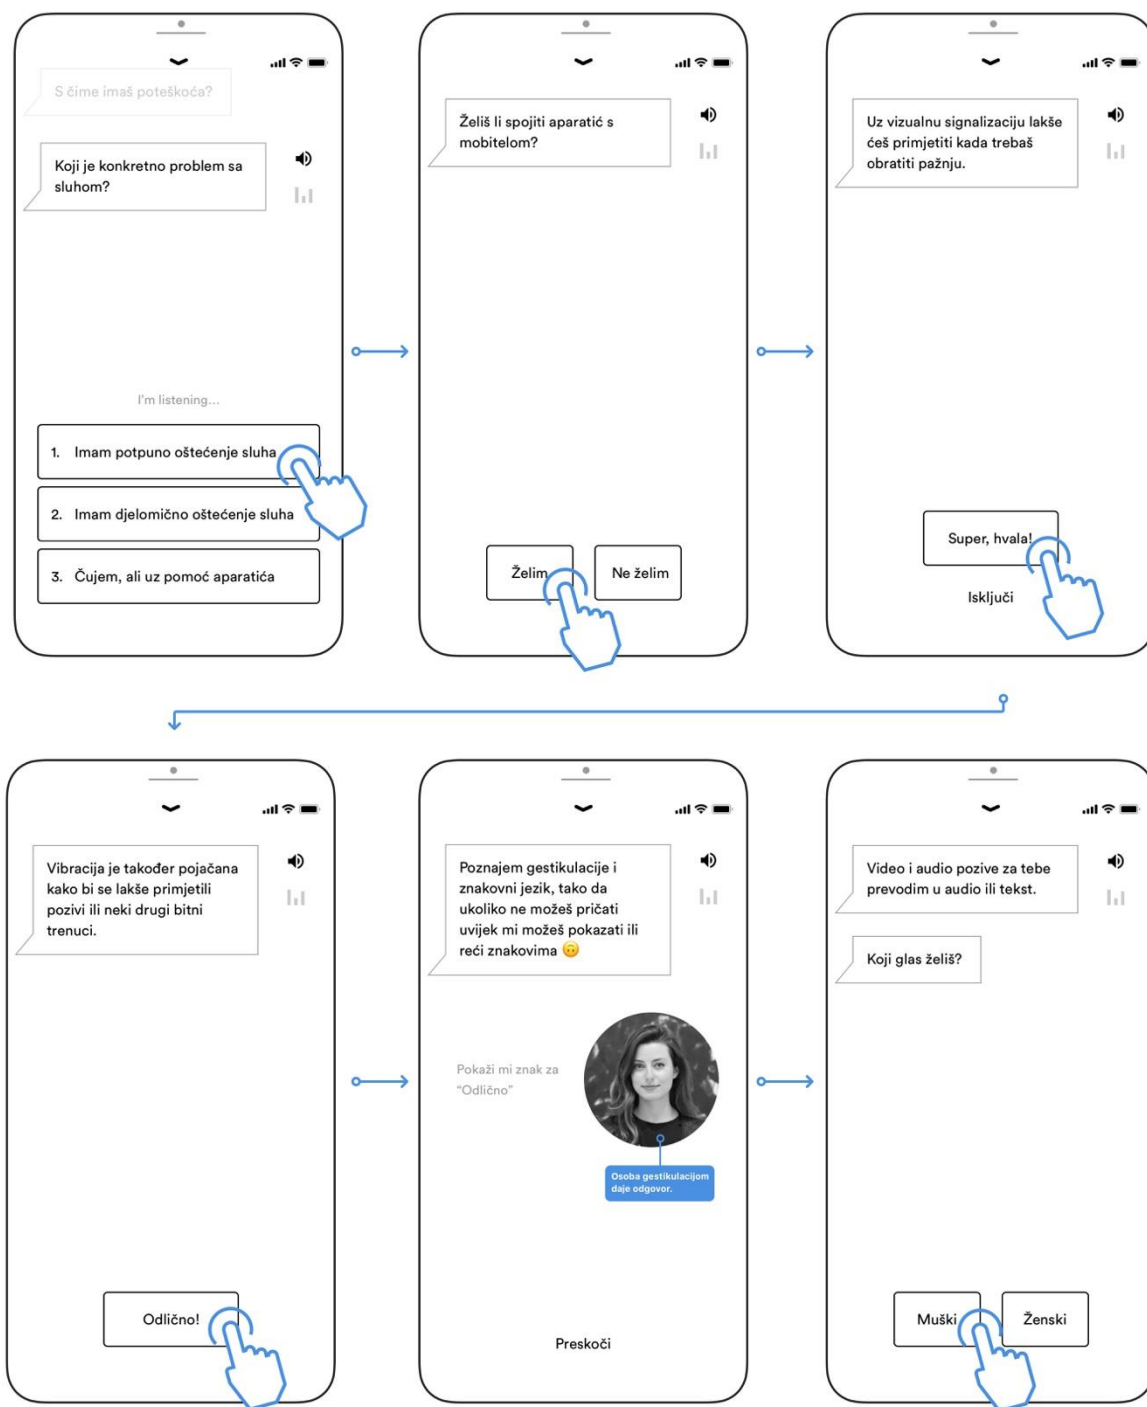 S čime imaš poteškoća?
Koji je konkretno problem sa
sluhom?
I'm listening...
1. Imam potpuno oštećenje sluha
2. Imam djelomično oštećenje sluha
3. Čujem, ali uz pomoć aparatića
Želiš li spojiti aparatić s
mobitelom?
Želim
Ne želim
Uz vizualnu signalizaciju lakše
ćeš primjetiti kada trebaš
obratiti pažnju.
Super, hvala!
Isključi
Vibracija je također pojačana
kako bi se lakše primjetili
pozivi ili neki drugi bitni
trenuci.
Odlično!
Poznajem gestikulacije i
znakovni jezik, tako da
ukoliko ne možeš pričati
uvijek mi možeš pokazati ili
reći znakovima 🙃
Pokaži mi znak za
“Odlično”
Osoba gestikulacijom
daje odgovor.
Preskoči
Video i audio pozive za tebe
prevodim u audio ili tekst.
Koji glas želiš?
Muški
Ženski